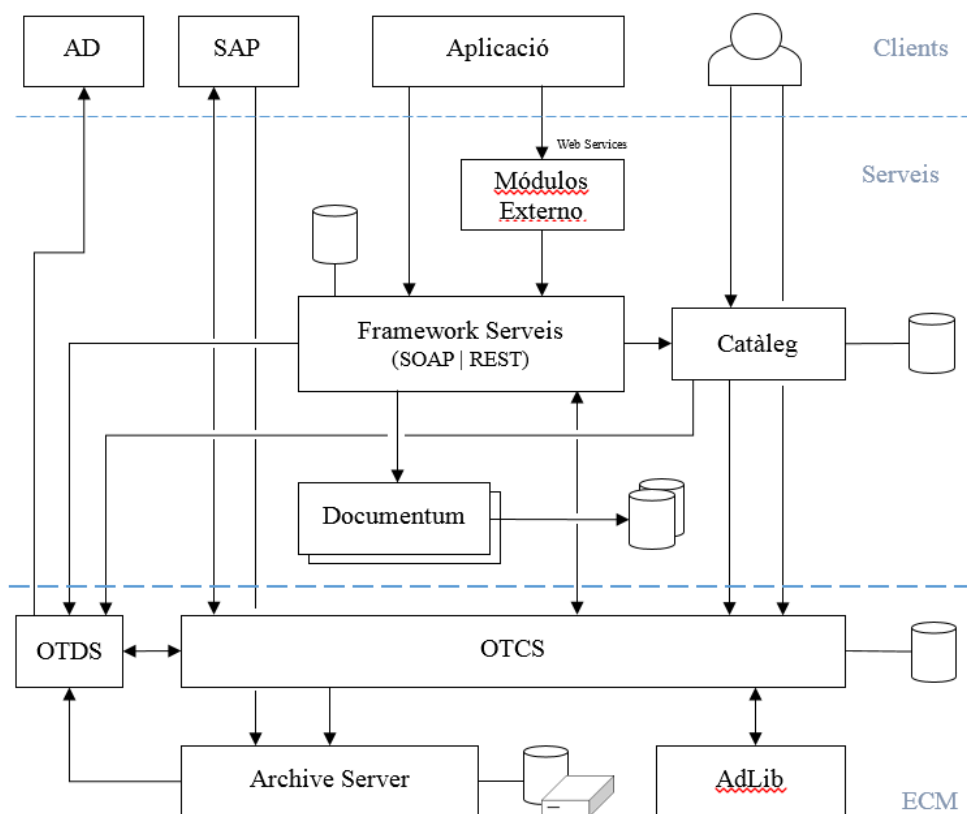 AD
SAP
Aplicació
Clients
Web Services
Serveis
Módulos
Externo
Framework Serveis
(SOAP | REST)
Catàleg
Documentum
OTDS
OTCS
Archive Server
AdLib
ECM